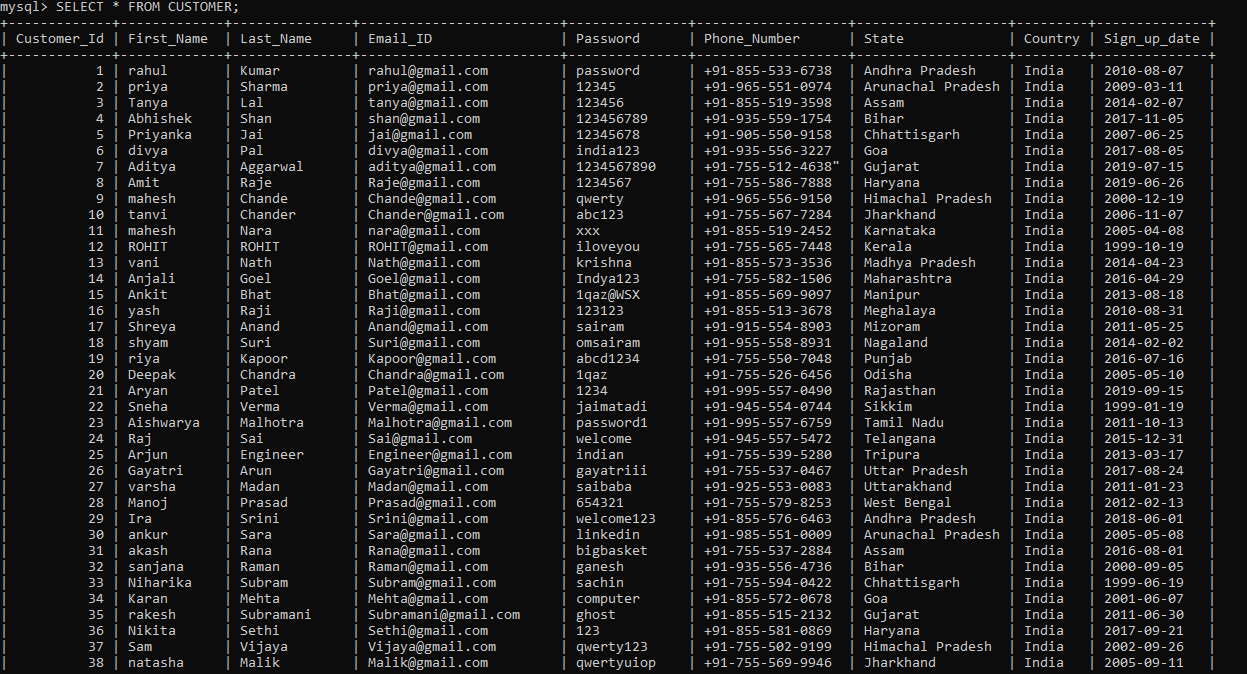 mysql> SELECT * FROM CUSTOMER;
+-------------+------------+-----------+--------------------+------------+------------------+-------------------+---------+--------------+
| Customer_Id | First_Name | Last_Name | Email_ID | Password | Phone_Number | State | Country | Sign_up_date |
+-------------+------------+-----------+--------------------+------------+------------------+-------------------+---------+--------------+
| 1 | rahul | Kumar | rahul@gmail.com | password | +91-855-533-6738 | Andhra Pradesh | India | 2010-08-07 |
| 2 | priya | Sharma | priya@gmail.com | 12345 | +91-965-551-0974 | Arunachal Pradesh | India | 2009-03-11 |
| 3 | Tanya | Lal | tanya@gmail.com | 123456 | +91-855-519-3598 | Assam | India | 2014-02-07 |
| 4 | Abhishek | Shan | shan@gmail.com | 123456789 | +91-935-559-1754 | Bihar | India | 2017-11-05 |
| 5 | Priyanka | Jai | jai@gmail.com | 12345678 | +91-905-550-9158 | Chhattisgarh | India | 2007-06-25 |
| 6 | divya | Pal | divya@gmail.com | india123 | +91-935-556-3227 | Goa | India | 2017-08-05 |
| 7 | Aditya | Aggarwal | aditya@gmail.com | 1234567890 | +91-755-512-4638" | Gujarat | India | 2019-07-15 |
| 8 | Amit | Raje | Raje@gmail.com | 1234567 | +91-755-586-7888 | Haryana | India | 2019-06-26 |
| 9 | mahesh | Chande | Chande@gmail.com | qwerty | +91-965-556-9150 | Himachal Pradesh | India | 2000-12-19 |
| 10 | tanvi | Chander | Chander@gmail.com | abc123 | +91-755-567-7284 | Jharkhand | India | 2006-11-07 |
| 11 | mahesh | Nara | nara@gmail.com | xxx | +91-855-519-2452 | Karnataka | India | 2005-04-08 |
| 12 | ROHIT | ROHIT | ROHIT@gmail.com | iloveyou | +91-755-565-7448 | Kerala | India | 1999-10-19 |
| 13 | vani | Nath | Nath@gmail.com | krishna | +91-855-573-3536 | Madhya Pradesh | India | 2014-04-23 |
| 14 | Anjali | Goel | Goel@gmail.com | Indya123 | +91-755-582-1506 | Maharashtra | India | 2016-04-29 |
| 15 | Ankit | Bhat | Bhat@gmail.com | 1qaz@WSX | +91-855-569-9097 | Manipur | India | 2013-08-18 |
| 16 | yash | Raji | Raji@gmail.com | 123123 | +91-855-513-3678 | Meghalaya | India | 2010-08-31 |
| 17 | Shreya | Anand | Anand@gmail.com | sairam | +91-915-554-8903 | Mizoram | India | 2011-05-25 |
| 18 | shyam | Suri | Suri@gmail.com | omsairam | +91-955-558-8931 | Nagaland | India | 2014-02-02 |
| 19 | riya | Kapoor | Kapoor@gmail.com | abcd1234 | +91-755-550-7048 | Punjab | India | 2016-07-16 |
| 20 | Deepak | Chandra | Chandra@gmail.com | 1qaz | +91-755-526-6456 | Odisha | India | 2005-05-10 |
| 21 | Aryan | Patel | Patel@gmail.com | 1234 | +91-995-557-0490 | Rajasthan | India | 2019-09-15 |
| 22 | Sneha | Verma | Verma@gmail.com | jaimatadi | +91-945-554-0744 | Sikkim | India | 1999-01-19 |
| 23 | Aishwarya | Malhotra | Malhotra@gmail.com | password1 | +91-995-557-6759 | Tamil Nadu | India | 2011-10-13 |
| 24 | Raj | Sai | Sai@gmail.com | welcome | +91-945-557-5472 | Telangana | India | 2015-12-31 |
| 25 | Arjun | Engineer | Engineer@gmail.com | indian | +91-755-539-5280 | Tripura | India | 2013-03-17 |
| 26 | Gayatri | Arun | Gayatri@gmail.com | gayatriii | +91-755-537-0467 | Uttar Pradesh | India | 2017-08-24 |
| 27 | varsha | Madan | Madan@gmail.com | saibaba | +91-925-553-0083 | Uttarakhand | India | 2011-01-23 |
| 28 | Manoj | Prasad | Prasad@gmail.com | 654321 | +91-755-579-8253 | West Bengal | India | 2012-02-13 |
| 29 | Ira | Srini | Srini@gmail.com | welcome123 | +91-855-576-6463 | Andhra Pradesh | India | 2018-06-01 |
| 30 | ankur | Sara | Sara@gmail.com | linkedin | +91-985-551-0009 | Arunachal Pradesh | India | 2005-05-08 |
| 31 | akash | Rana | Rana@gmail.com | bigbasket | +91-755-537-2884 | Assam | India | 2016-08-01 |
| 32 | sanjana | Raman | Raman@gmail.com | ganesh | +91-935-556-4736 | Bihar | India | 2000-09-05 |
| 33 | Niharika | Subram | Subram@gmail.com | sachin | +91-755-594-0422 | Chhattisgarh | India | 1999-06-19 |
| 34 | Karan | Mehta | Mehta@gmail.com | computer | +91-855-572-0678 | Goa | India | 2001-06-07 |
| 35 | rakesh | Subramani | Subramani@gmail.com | ghost | +91-855-515-2132 | Gujarat | India | 2011-06-30 |
| 36 | Nikita | Sethi | Sethi@gmail.com | 123 | +91-855-581-0869 | Haryana | India | 2017-09-21 |
| 37 | Sam | Vijaya | Vijaya@gmail.com | qwerty123 | +91-855-502-9199 | Himachal Pradesh | India | 2002-09-26 |
| 38 | natasha | Malik | Malik@gmail.com | qwertyuiop | +91-755-569-9946 | Jharkhand | India | 2005-09-11 |